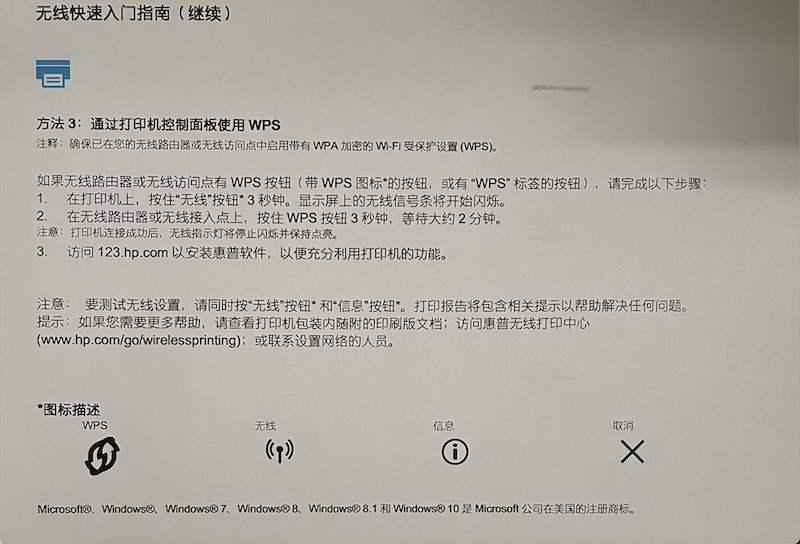 无线快速入门指南（继续）
方法 3：通过打印机控制面板使用 WPS
注释：确保已在您的无线路由器或无线访问点中启用带有 WPA 加密的 Wi-Fi 受保护设置 (WPS)。
如果无线路由器或无线访问点有 WPS 按钮（带 WPS 图标*的按钮，或有 “WPS” 标签的按钮），请完成以下步骤：
1. 在打印机上，按住“无线”按钮* 3 秒钟。显示屏上的无线信号条将开始闪烁。
2. 在无线路由器或无线接入点上，按住 WPS 按钮 3 秒钟，等待大约 2 分钟。
注意：打印机连接成功后，无线指示灯将停止闪烁并保持点亮。
3. 访问 123.hp.com 以安装惠普软件，以便充分利用打印机的功能。
注意： 要测试无线设置，请同时按“无线”按钮* 和“信息”按钮*。打印报告将包含相关提示以帮助解决任何问题。
提示：如果您需要更多帮助，请查看打印机包装内随附的印刷版文档；访问惠普无线打印中心
(www.hp.com/go/wirelessprinting)；或联系设置网络的人员。
*图标描述
WPS 无线 信息 取消
Microsoft®、Windows®、Windows® 7、Windows® 8、Windows® 8.1 和 Windows® 10 是 Microsoft 公司在美国的注册商标。